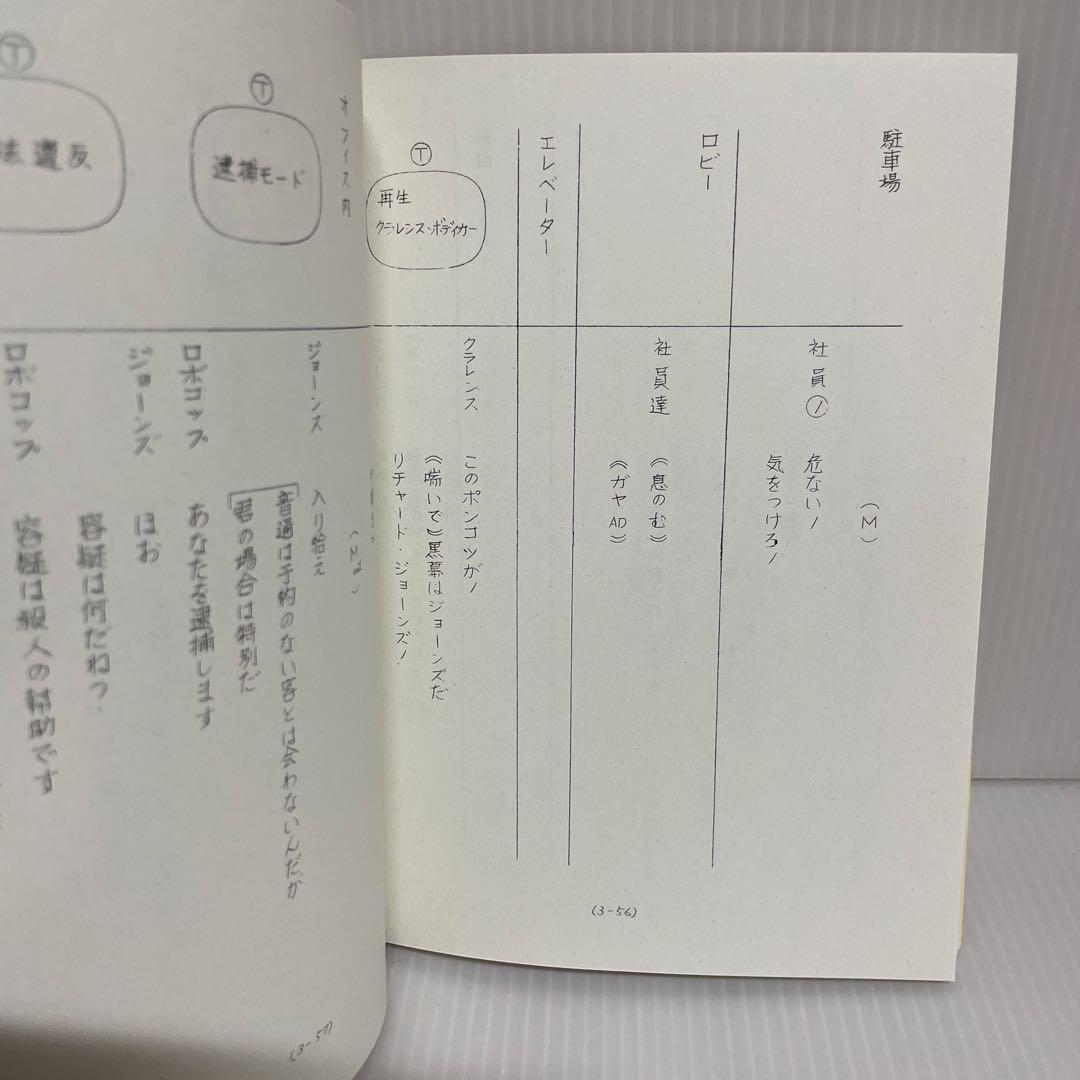 駐車場
(M)
社員① 危ない!
気をつけろ!
ロビー
社員達 《息のむ》
《ガヤAD》
エレベーター
Ⓣ
再生
クラレンス・ボディカー
クラレンス このポンコツが!
《喘いで》黒幕はジョーンズだ
リチャード・ジョーンズ!
(3-56)
オフィス内
ジョーンズ 入り給え
普通は予約のない客とは会わないんだが
君の場合は特別だ
Ⓣ
逮捕モード
ロボコップ あなたを逮捕します
ジョーンズ ほお
容疑は何だね?
Ⓣ
法違反
ロボコップ 容疑は殺人の幇助です
(3-57)